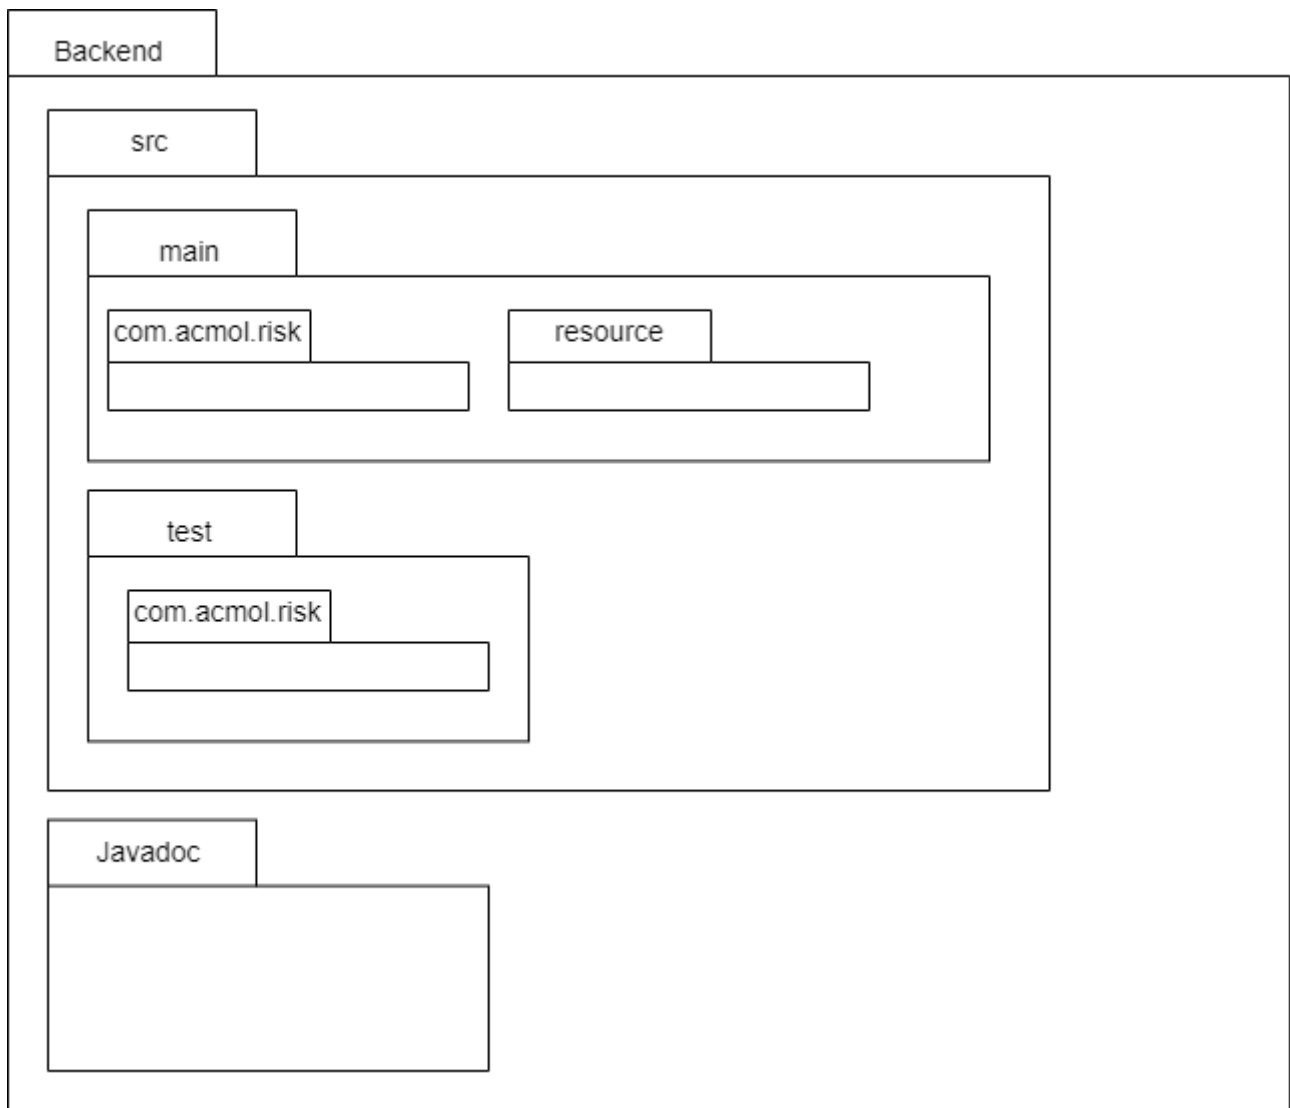 Backend
src
main
com.acmol.risk
resource
test
com.acmol.risk
Javadoc